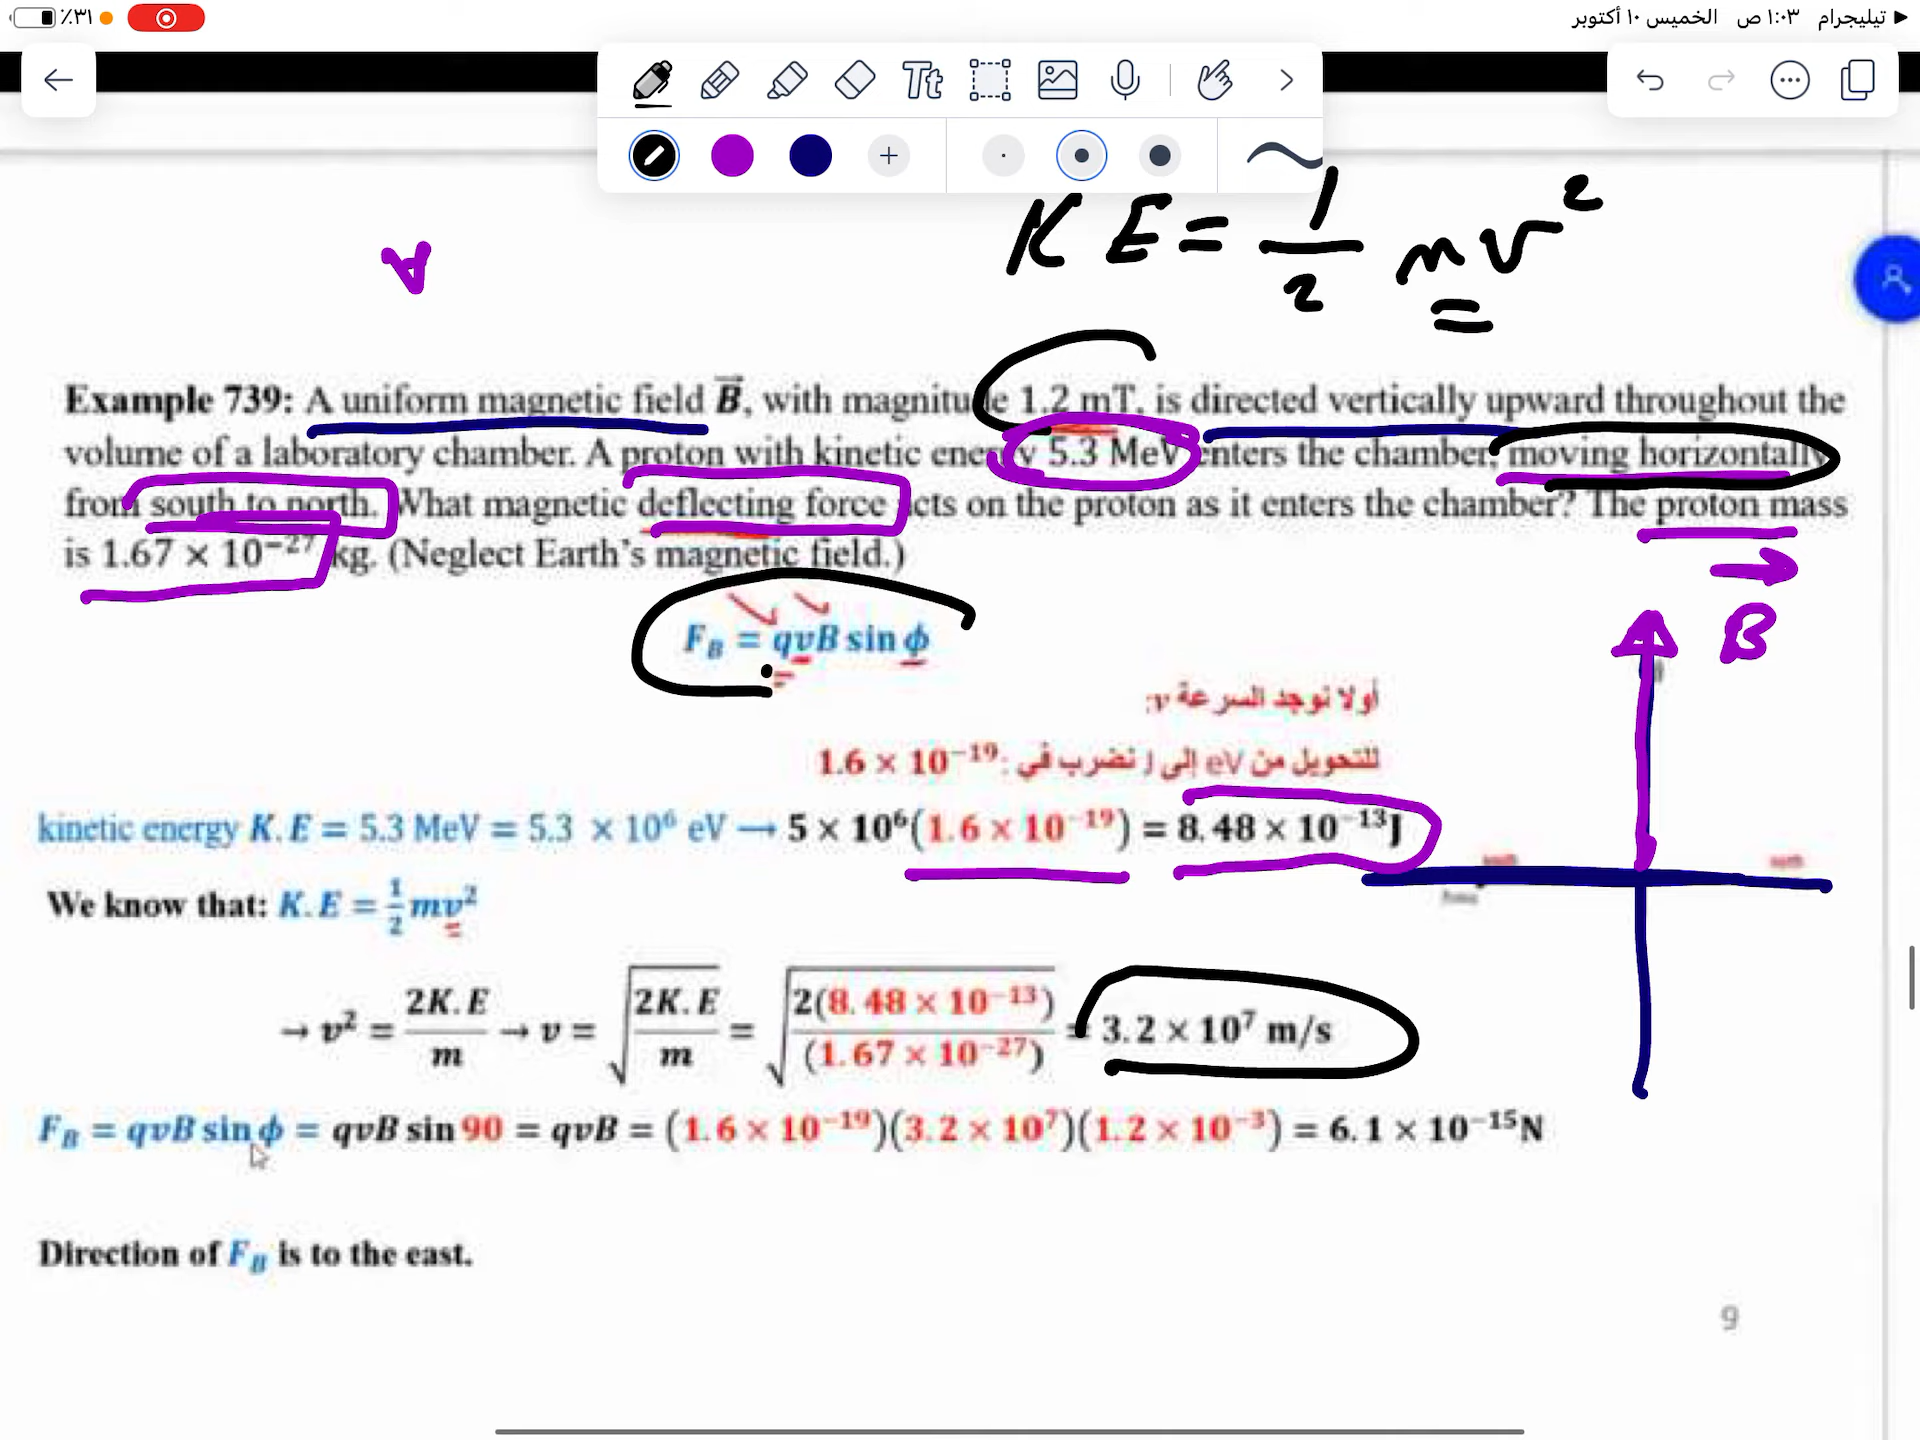 ٪٣١
◀ تيليجرام ١:٠٣ ص الخميس ١٠ أكتوبر
Tt
KE = 1/2 mv²
A
Example 739: A uniform magnetic field B⃗, with magnitude 1.2 mT, is directed vertically upward throughout the
volume of a laboratory chamber. A proton with kinetic energy 5.3 MeV enters the chamber, moving horizontally
from south to north. What magnetic deflecting force acts on the proton as it enters the chamber? The proton mass
is 1.67 × 10⁻²⁷ kg. (Neglect Earth's magnetic field.)
B
F_B = qvB sin ϕ
أولا نوجد السرعة v:
للتحويل من eV إلى J نضرب في: 1.6 × 10⁻¹⁹
kinetic energy K.E = 5.3 MeV = 5.3 × 10⁶ eV → 5 × 10⁶(1.6 × 10⁻¹⁹) = 8.48 × 10⁻¹³J
north
We know that: K.E = 1/2 mv²
→ v² = 2K.E/m → v = √(2K.E/m) = √(2(8.48 × 10⁻¹³)/(1.67 × 10⁻²⁷)) = 3.2 × 10⁷ m/s
F_B = qvB sin ϕ = qvB sin 90 = qvB = (1.6 × 10⁻¹⁹)(3.2 × 10⁷)(1.2 × 10⁻³) = 6.1 × 10⁻¹⁵N
Direction of F_B is to the east.
9